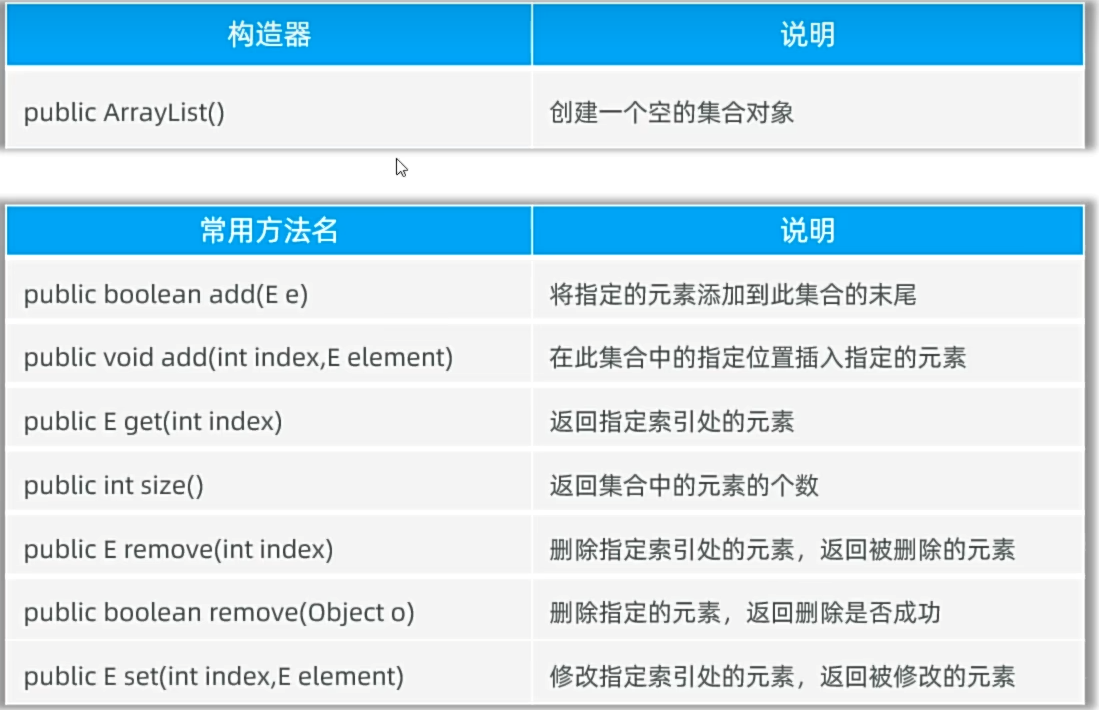 构造器 说明
public ArrayList() 创建一个空的集合对象
常用方法名 说明
public boolean add(E e) 将指定的元素添加到此集合的末尾
public void add(int index,E element) 在此集合中的指定位置插入指定的元素
public E get(int index) 返回指定索引处的元素
public int size() 返回集合中的元素的个数
public E remove(int index) 删除指定索引处的元素，返回被删除的元素
public boolean remove(Object o) 删除指定的元素，返回删除是否成功
public E set(int index,E element) 修改指定索引处的元素，返回被修改的元素